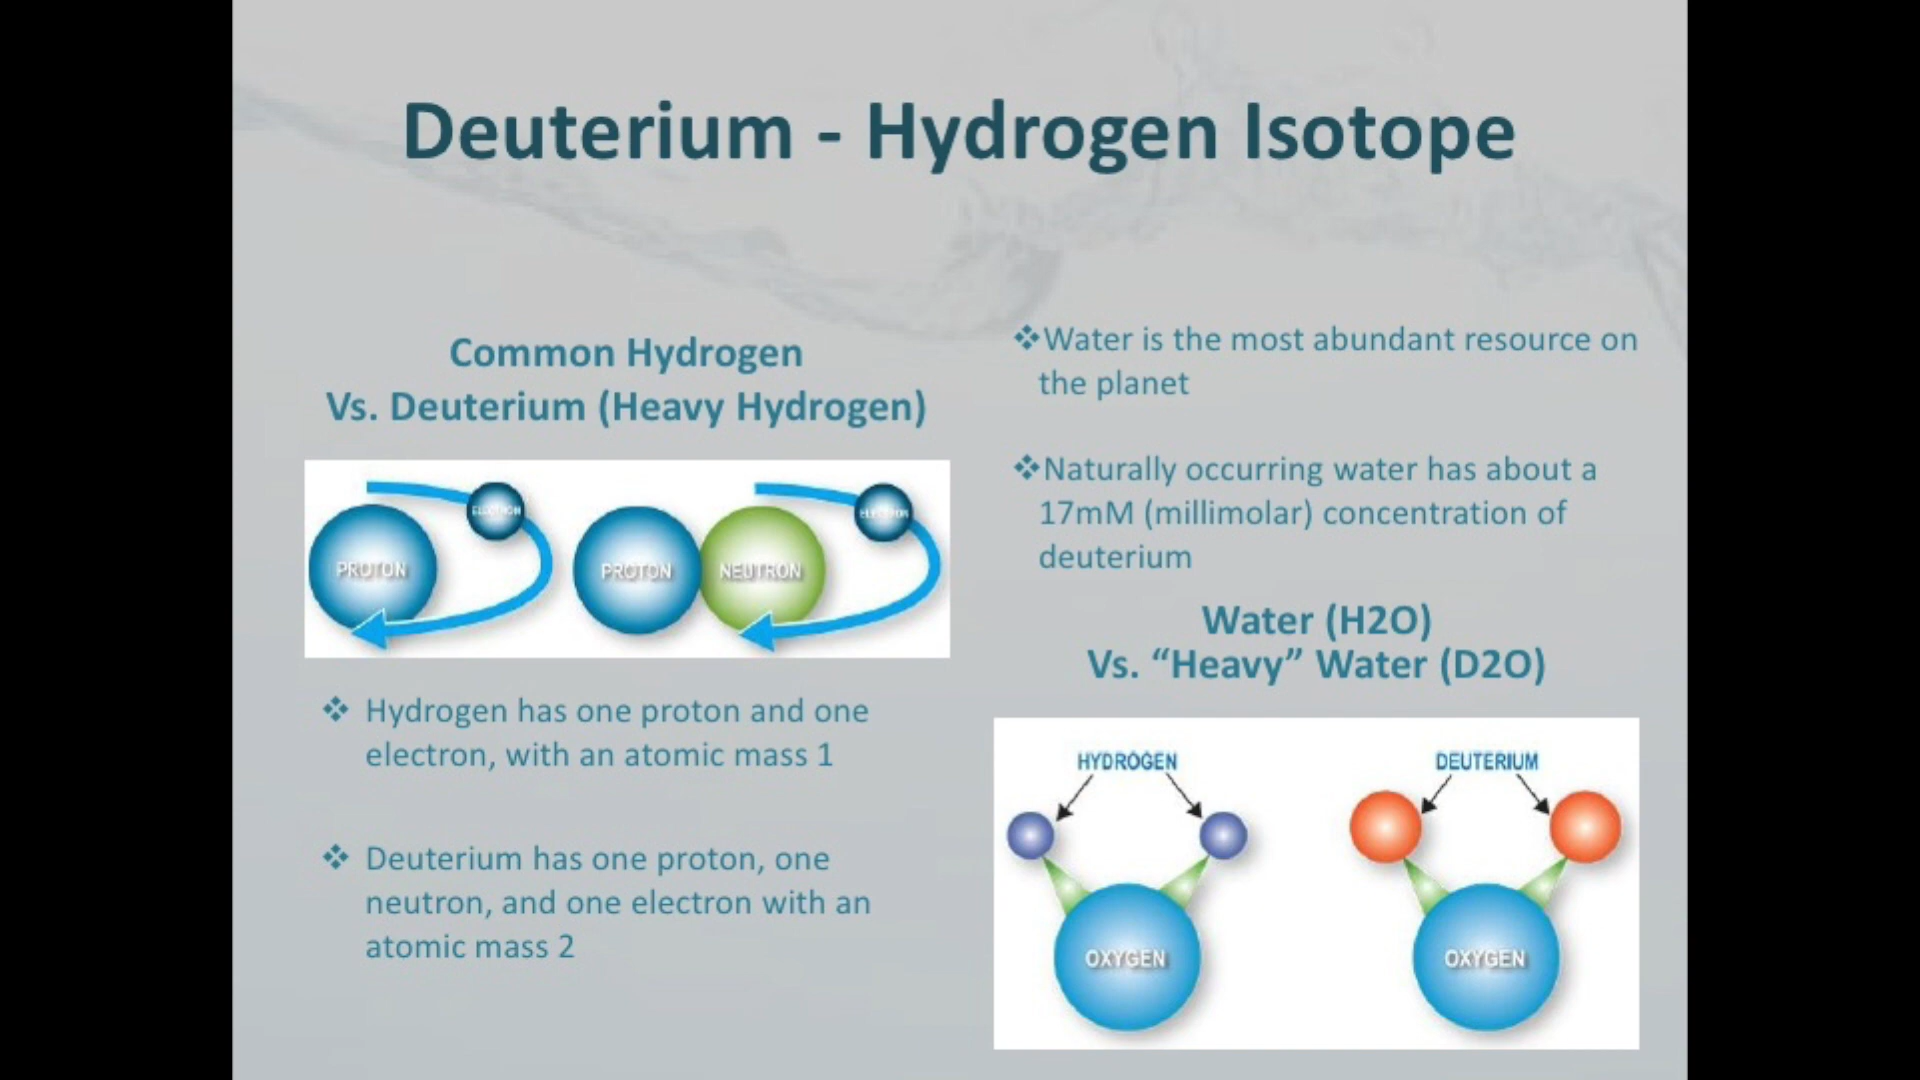 Deuterium - Hydrogen Isotope
Common Hydrogen
Vs. Deuterium (Heavy Hydrogen)
ELECTRON
PROTON
ELECTRON
PROTON
NEUTRON
❖ Hydrogen has one proton and one
electron, with an atomic mass 1
❖ Deuterium has one proton, one
neutron, and one electron with an
atomic mass 2
❖Water is the most abundant resource on
the planet
❖Naturally occurring water has about a
17mM (millimolar) concentration of
deuterium
Water (H2O)
Vs. “Heavy” Water (D2O)
HYDROGEN
DEUTERIUM
OXYGEN
OXYGEN